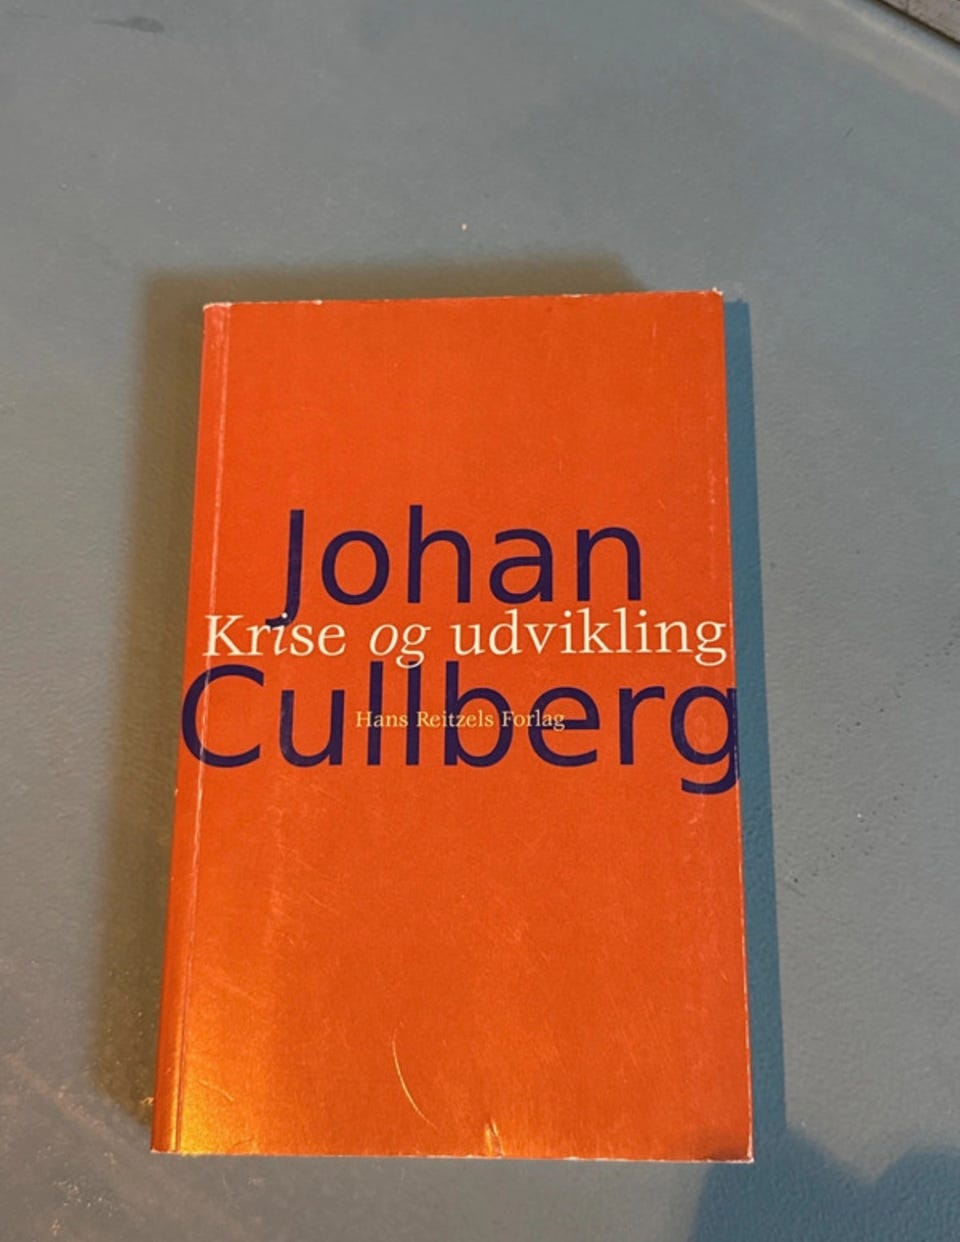 Johan
Krise og udvikling
Cullberg
Hans Reitzels Forlag